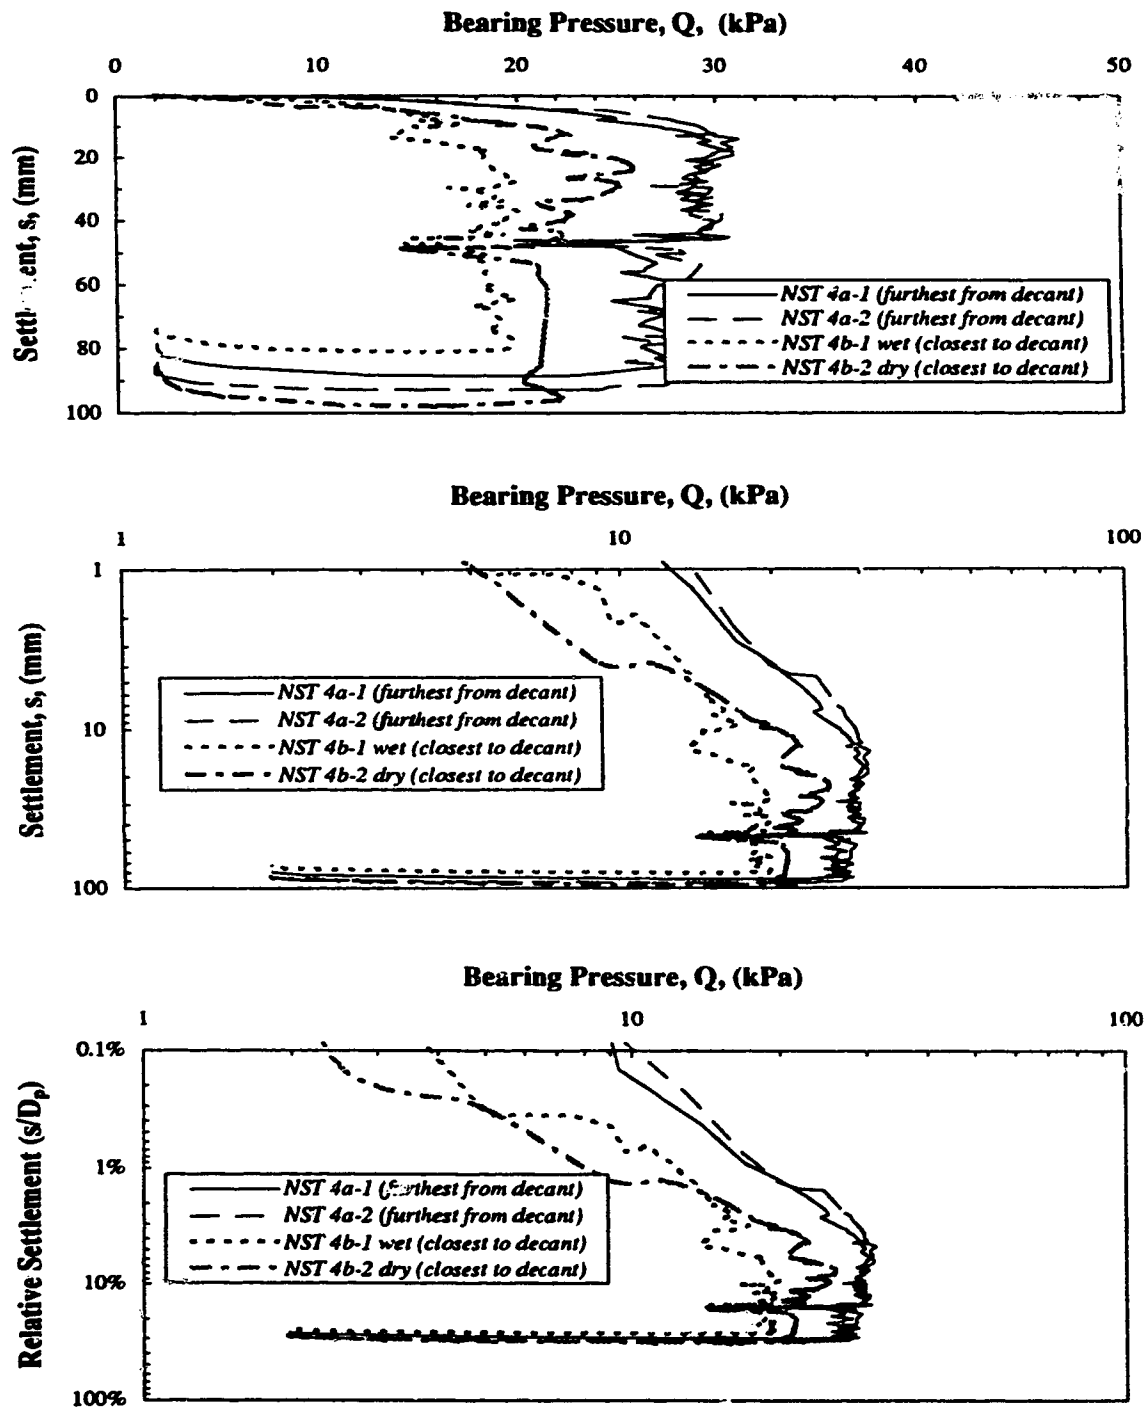 Bearing Pressure, Q, (kPa)
0 10 20 30 40 50
0
20
40
60
80
100
s, (mm)
NST 4a-1 (furthest from decant)
NST 4a-2 (furthest from decant)
NST 4b-1 wet (closest to decant)
NST 4b-2 dry (closest to decant)
Bearing Pressure, Q, (kPa)
1 10 100
1
10
100
Settlement, s, (mm)
NST 4a-1 (furthest from decant)
NST 4a-2 (furthest from decant)
NST 4b-1 wet (closest to decant)
NST 4b-2 dry (closest to decant)
Bearing Pressure, Q, (kPa)
1 10 100
0.1%
1%
10%
100%
Relative Settlement (s/Dp)
NST 4a-1 (furthest from decant)
NST 4a-2 (furthest from decant)
NST 4b-1 wet (closest to decant)
NST 4b-2 dry (closest to decant)